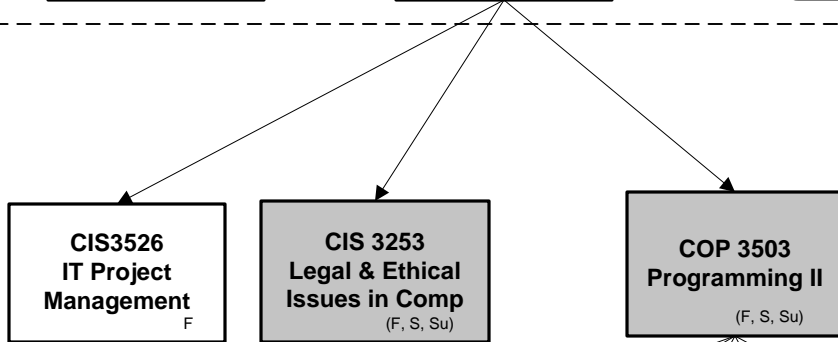 CIS3526
IT Project
Management
F
CIS 3253
Legal & Ethical
Issues in Comp
(F, S, Su)
COP 3503
Programming II
(F, S, Su)